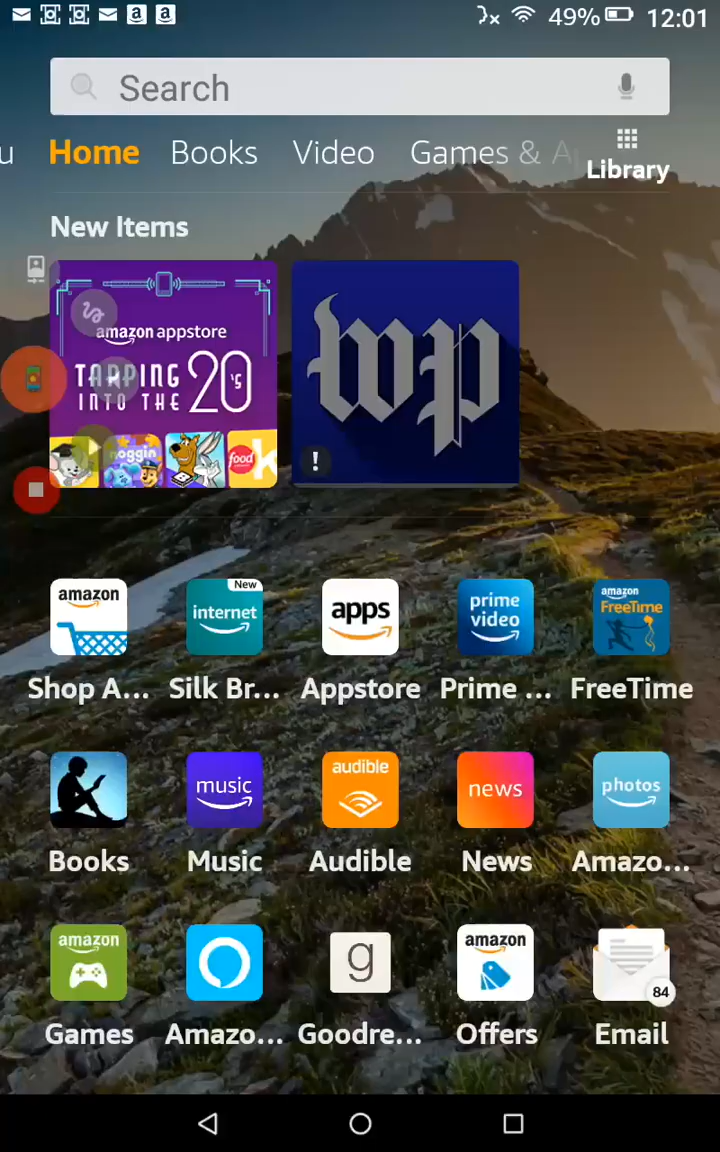 49% 12:01
Search
u Home Books Video Games & A
Library
New Items
amazon appstore
TAPPING
INTO THE 20's
noggin
food
k
wp
!
amazon
New
internet
apps
prime
video
amazon
FreeTime
Shop A... Silk Br... Appstore Prime ... FreeTime
music
audible
news
photos
Books Music Audible News Amazo...
amazon
g
amazon
84
Games Amazo... Goodre... Offers Email